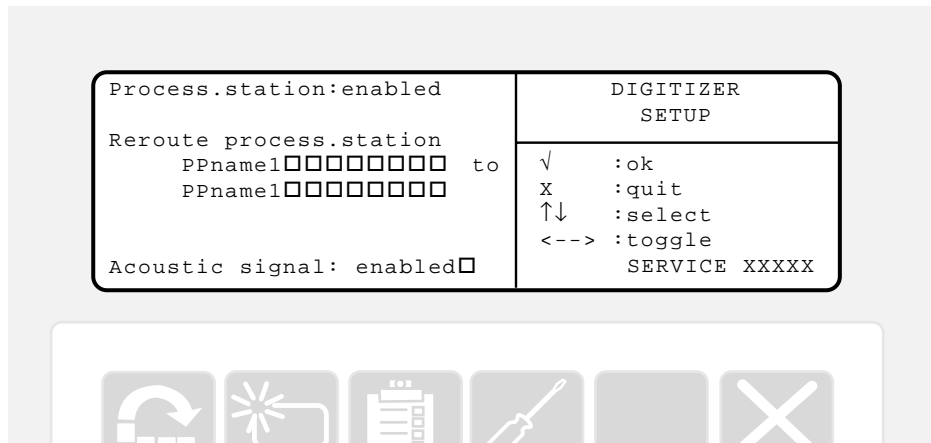 Process.station:enabled
Reroute process.station
PPname1□□□□□□□□ to
PPname1□□□□□□□□
Acoustic signal: enabled□
DIGITIZER
SETUP
√ :ok
X :quit
↑↓ :select
<--> :toggle
SERVICE XXXXX